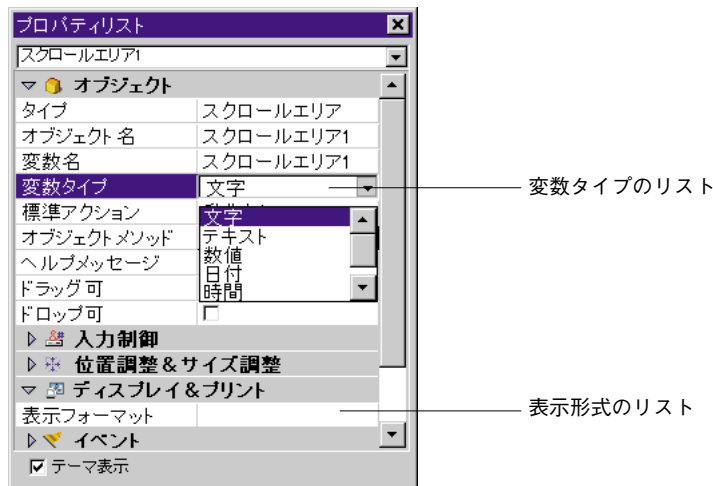 プロパティリスト
スクロールエリア1
オブジェクト
タイプ スクロールエリア
オブジェクト名 スクロールエリア1
変数名 スクロールエリア1
変数タイプ 文字 変数タイプのリスト
標準アクション
文字
オブジェクトメソッド
テキスト
ヘルプメッセージ
数値
日付
ドラッグ可
時間
ドロップ可
入力制御
位置調整&サイズ調整
ディスプレイ&プリント
表示フォーマット 表示形式のリスト
イベント
テーマ表示